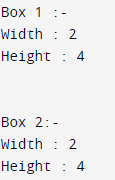 Box 1 :-
Width : 2
Height : 4
Box 2:-
Width : 2
Height : 4